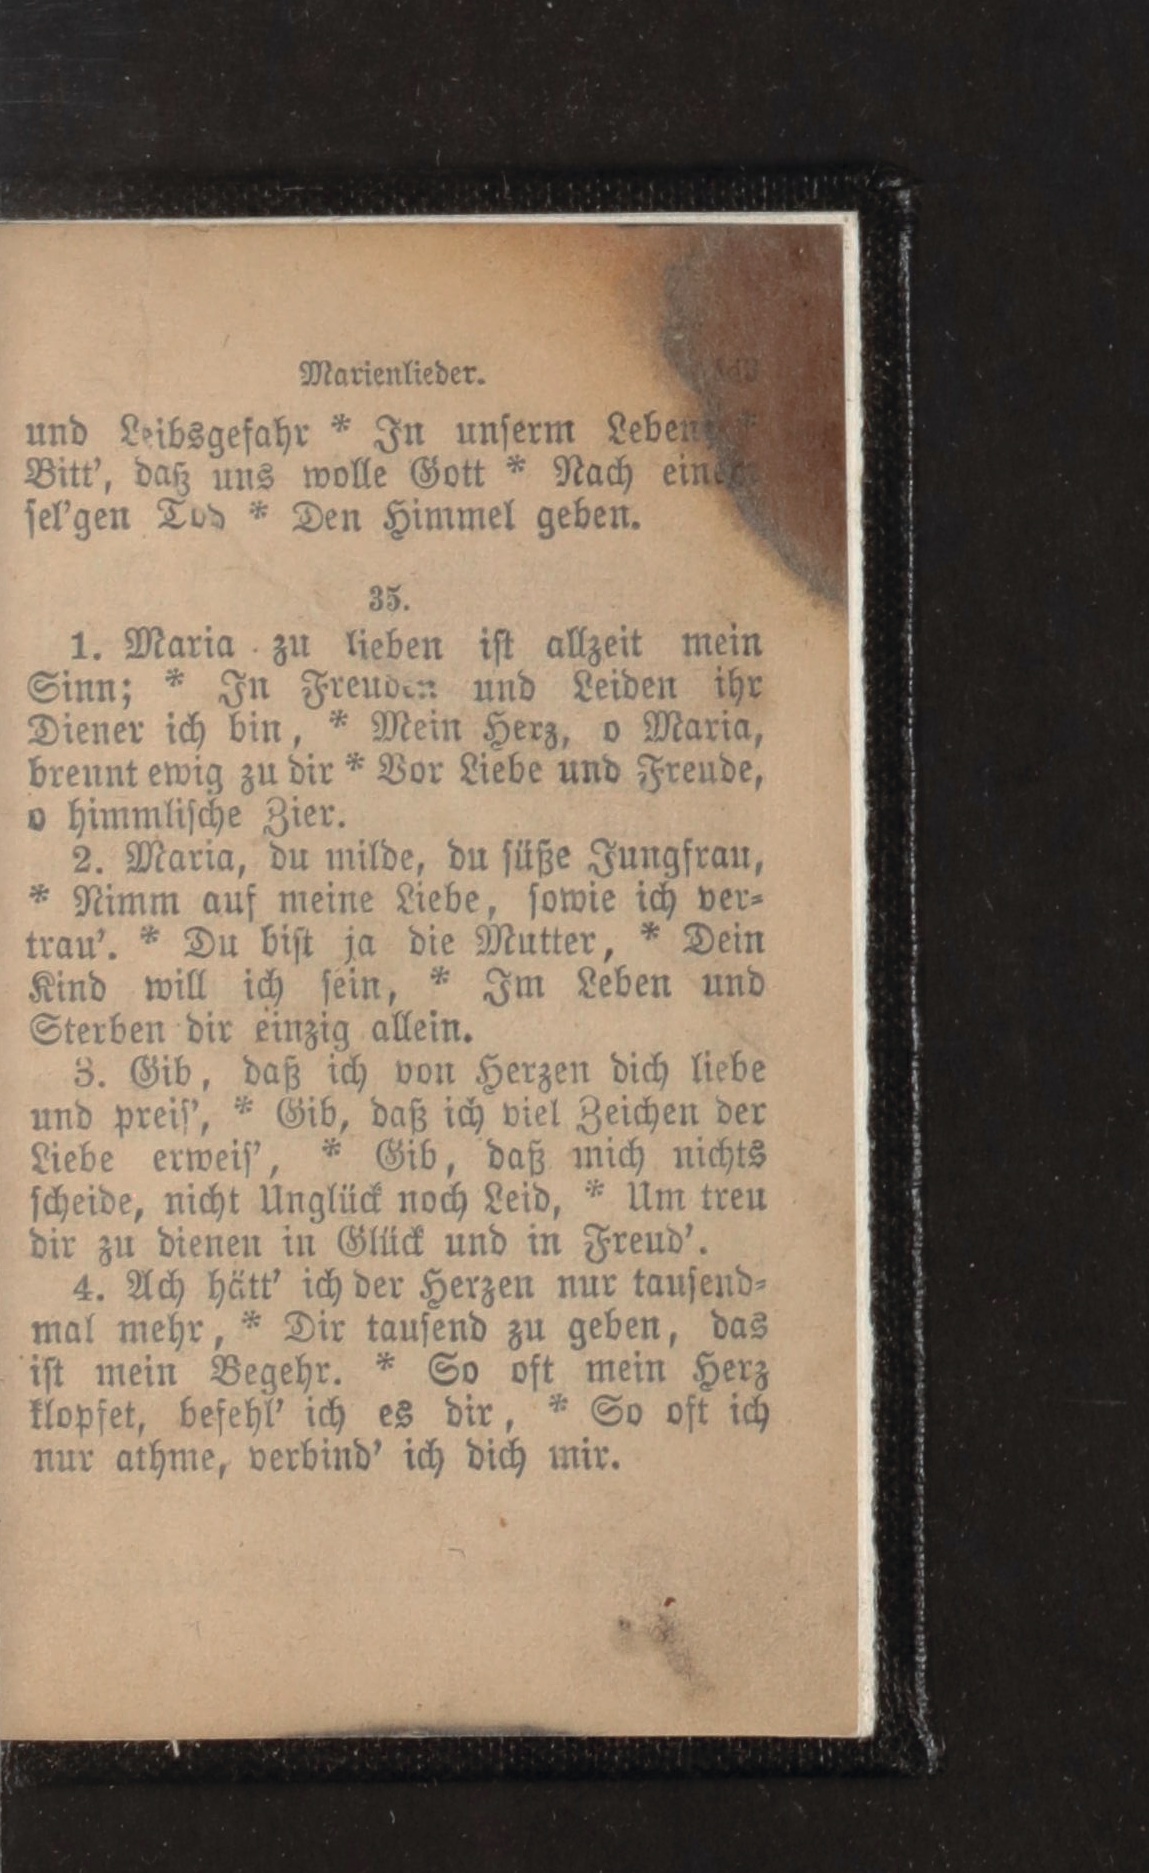 Marienlieder.
und Leibsgefahr * In unserm Leben, *
Bitt', daß uns wolle Gott * Nach
sel'gen Tod * Den Himmel geben.
35.
1. Maria zu lieben ist allzeit mein
Sinn; * In Freuden und Leiden ihr
Diener ich bin, * Mein Herz, o Maria,
brennt ewig zu dir * Vor Liebe und Freude,
o himmlische Zier.
2. Maria, du milde, du süße Jungfrau,
* Nimm auf meine Liebe, sowie ich ver-
trau'. * Du bist ja die Mutter, * Dein
Kind will ich sein, * Im Leben und
Sterben dir einzig allein.
3. Gib, daß ich von Herzen dich liebe
und preis', * Gib, daß ich viel Zeichen der
Liebe erweis', * Gib, daß mich nichts
scheide, nicht Unglück noch Leid, * Um treu
dir zu dienen in Glück und in Freud'.
4. Ach hätt' ich der Herzen nur tausend-
mal mehr, * Dir tausend zu geben, das
ist mein Begehr. * So oft mein Herz
klopfet, befehl' ich es dir, * So oft ich
nur athme, verbind' ich dich mir.